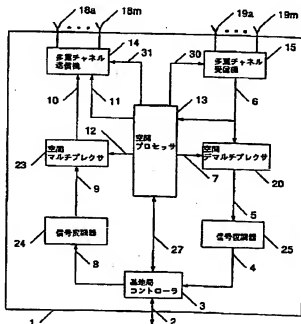 18a 18m 19a 19m
14 31 30 15
多重チャネル
送信機
多重チャネル
受信機
10 11 13 6
空間
プロセッサ
12 7
23 空間
マルチプレクサ
空間
デマルチプレクサ
20
9 5
24 信号変調器
信号復調器 25
8 27 4
基地局
コントローラ
3
1 2